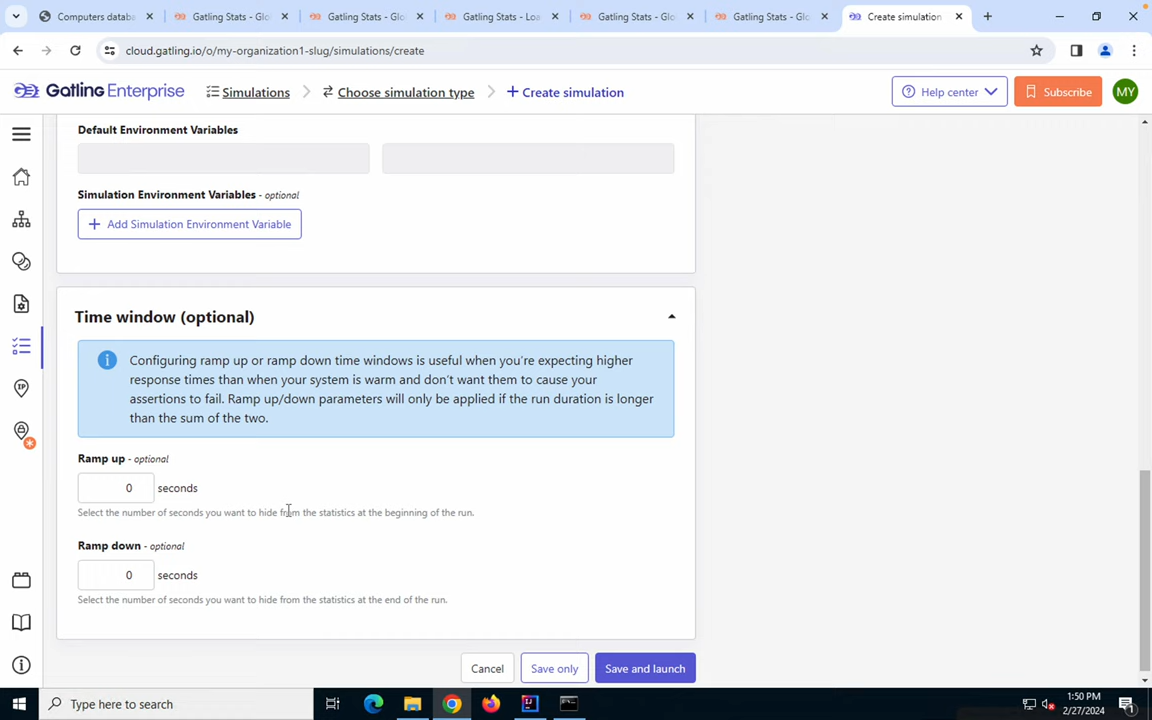 Computers databa
Gatling Stats - Glo
Gatling Stats - Glo
Gatling Stats - Loa
Gatling Stats - Glo
Gatling Stats - Glo
Create simulation
cloud.gatling.io/o/my-organization1-slug/simulations/create
Gatling Enterprise
Simulations
Choose simulation type
Create simulation
Help center
Subscribe
MY
Default Environment Variables
Simulation Environment Variables - optional
Add Simulation Environment Variable
Time window (optional)
Configuring ramp up or ramp down time windows is useful when you're expecting higher
response times than when your system is warm and don't want them to cause your
assertions to fail. Ramp up/down parameters will only be applied if the run duration is longer
than the sum of the two.
Ramp up - optional
0 seconds
Select the number of seconds you want to hide from the statistics at the beginning of the run.
Ramp down - optional
0 seconds
Select the number of seconds you want to hide from the statistics at the end of the run.
Cancel
Save only
Save and launch
Type here to search
1:50 PM
2/27/2024
1